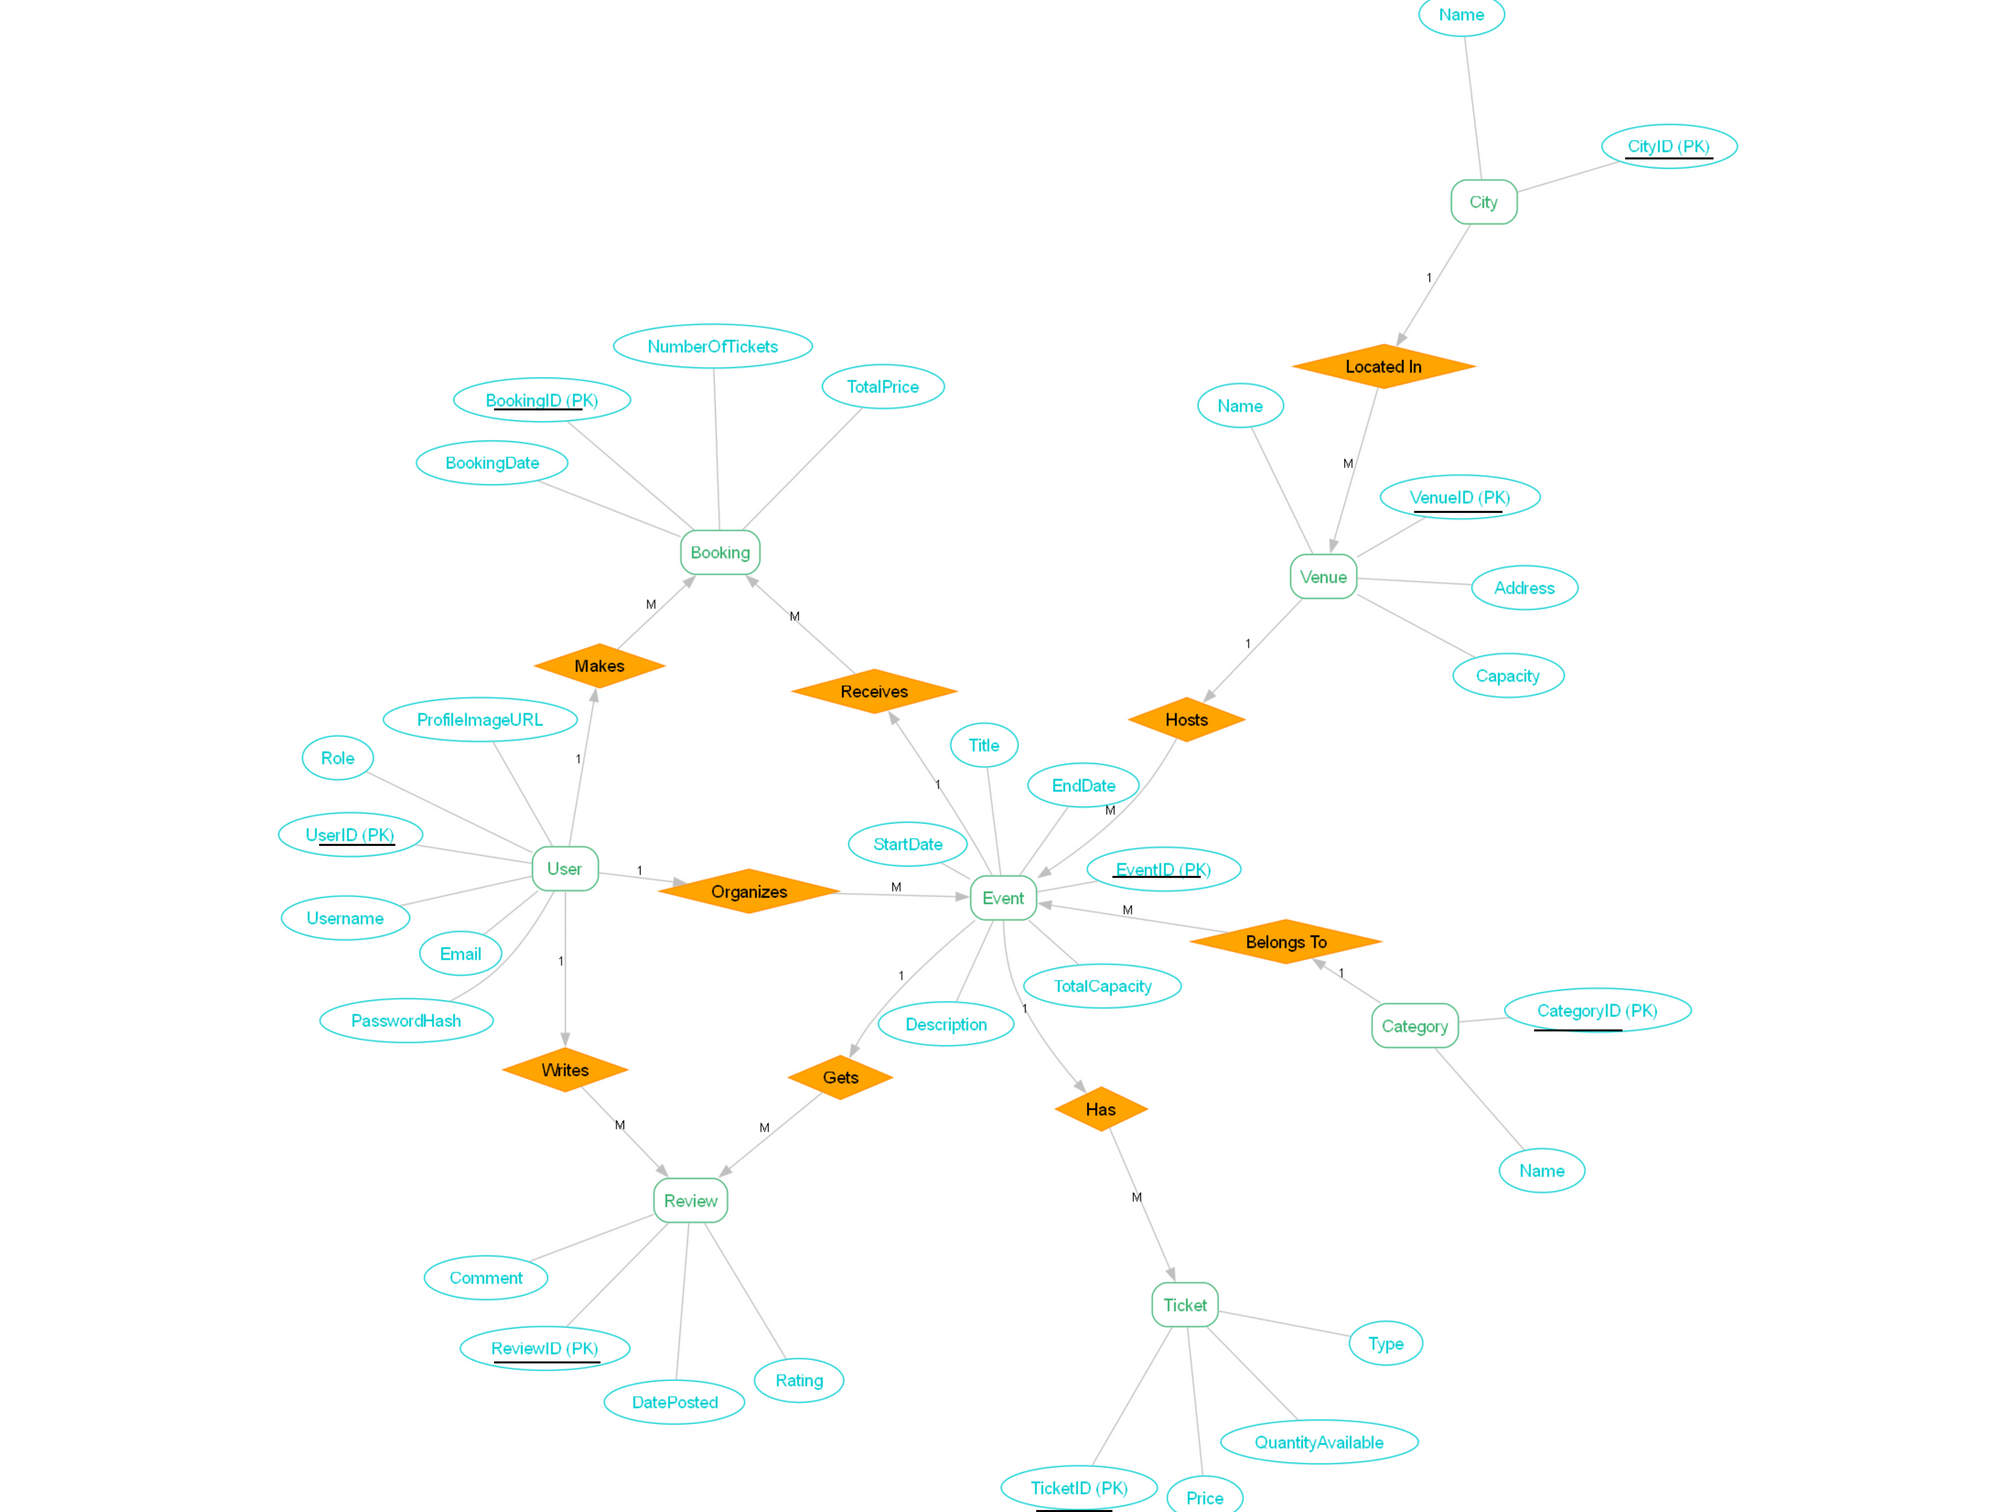 Name
CityID (PK)
City
1
Located In
NumberOfTickets
TotalPrice
BookingID (PK)
Name
BookingDate
M
VenueID (PK)
Booking
Venue
Address
M
M
1
Makes
Capacity
Receives
ProfileImageURL
Hosts
Title
Role
1
1
EndDate
M
UserID (PK)
StartDate
User
1
EventID (PK)
Organizes
M
Event
M
Username
Belongs To
Email
1
1
1
TotalCapacity
CategoryID (PK)
PasswordHash
Description
1
Category
Writes
Gets
Has
M
M
Name
Review
M
Comment
Ticket
ReviewID (PK)
Type
Rating
DatePosted
QuantityAvailable
TicketID (PK)
Price